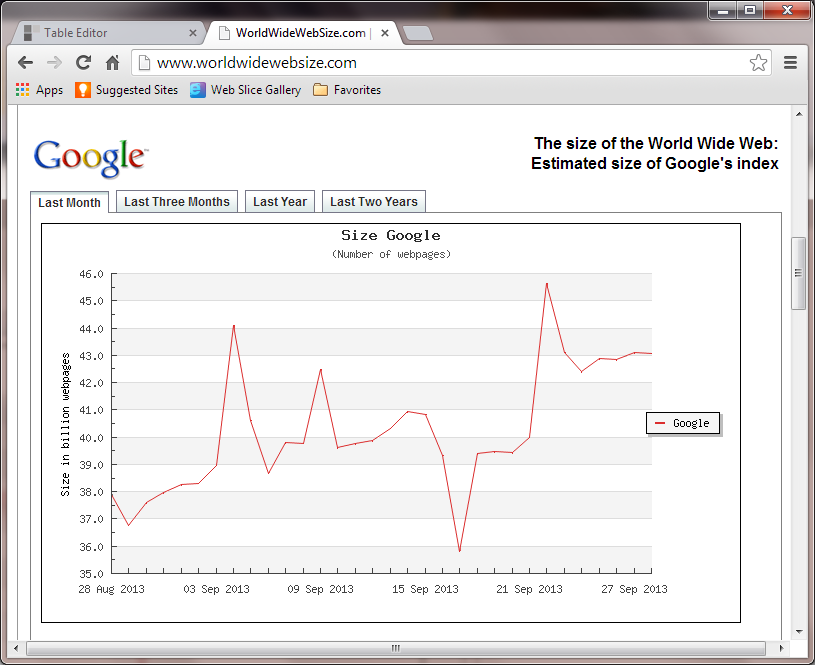 Table Editor
WorldWideWebSize.com |
www.worldwidewebsize.com
Apps Suggested Sites Web Slice Gallery Favorites
Google™
The size of the World Wide Web:
Estimated size of Google's index
Last Month Last Three Months Last Year Last Two Years
Size Google
(Number of webpages)
Size in billion webpages
46.0
45.0
44.0
43.0
42.0
41.0
40.0
39.0
38.0
37.0
36.0
35.0
Google
28 Aug 2013 03 Sep 2013 09 Sep 2013 15 Sep 2013 21 Sep 2013 27 Sep 2013